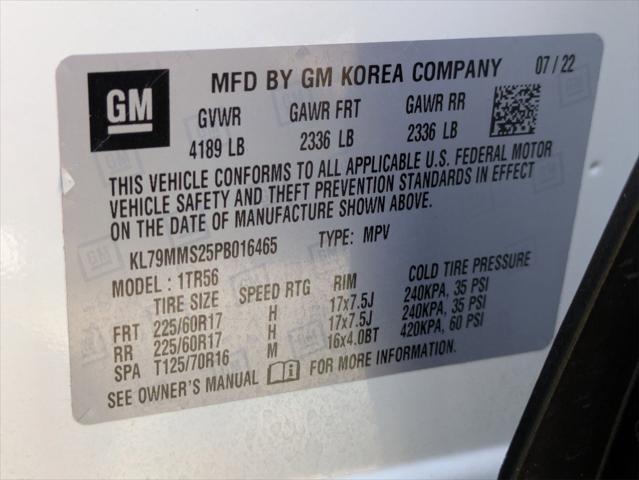 GM
MFD BY GM KOREA COMPANY 07 / 22
GVWR GAWR FRT GAWR RR
4189 LB 2336 LB 2336 LB
THIS VEHICLE CONFORMS TO ALL APPLICABLE U.S. FEDERAL MOTOR
VEHICLE SAFETY AND THEFT PREVENTION STANDARDS IN EFFECT
ON THE DATE OF MANUFACTURE SHOWN ABOVE.
KL79MMS25PB016465 TYPE: MPV
MODEL : 1TR56
TIRE SIZE SPEED RTG RIM COLD TIRE PRESSURE
FRT 225/60R17 H 17x7.5J 240KPA, 35 PSI
RR 225/60R17 H 17x7.5J 240KPA, 35 PSI
SPA T125/70R16 M 16x4.0BT 420KPA, 60 PSI
SEE OWNER'S MANUAL FOR MORE INFORMATION.